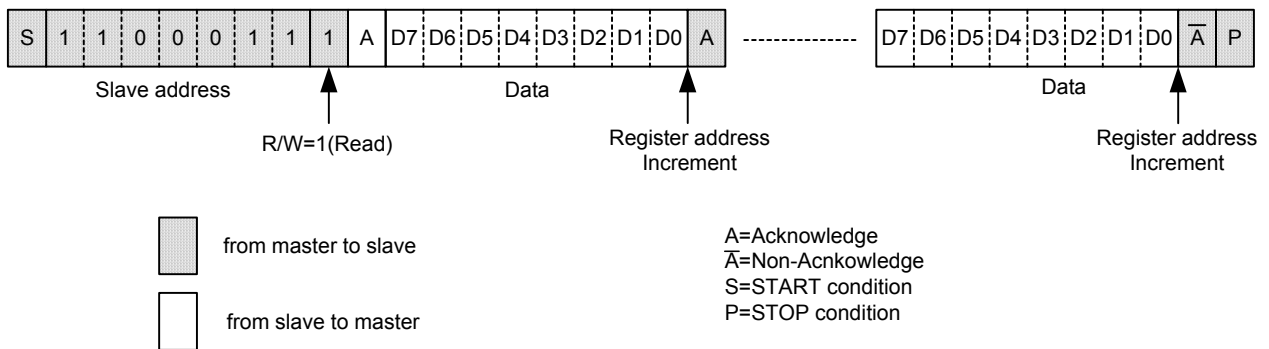 S 1 1 0 0 0 1 1 1 A D7 D6 D5 D4 D3 D2 D1 D0 A D7 D6 D5 D4 D3 D2 D1 D0 A̅ P
Slave address Data Data
R/W=1(Read)
Register address
Increment
Register address
Increment
from master to slave
from slave to master
A=Acknowledge
A̅=Non-Acnkowledge
S=START condition
P=STOP condition